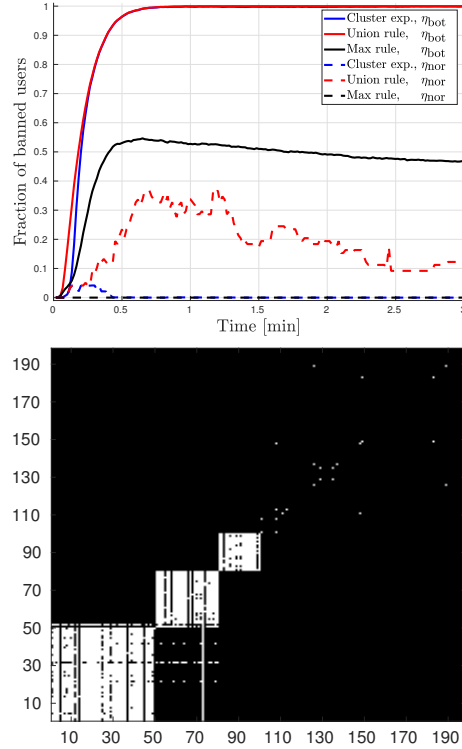 1
0.9
0.8
0.7
0.6
0.5
0.4
0.3
0.2
0.1
0
Fraction of banned users
Cluster exp., ηbot
Union rule, ηbot
Max rule, ηbot
Cluster exp., ηnor
Union rule, ηnor
Max rule, ηnor
0 0.5 1 1.5 2 2.5 3
Time [min]
190
170
150
130
110
90
70
50
30
10
10 30 50 70 90 110 130 150 170 190